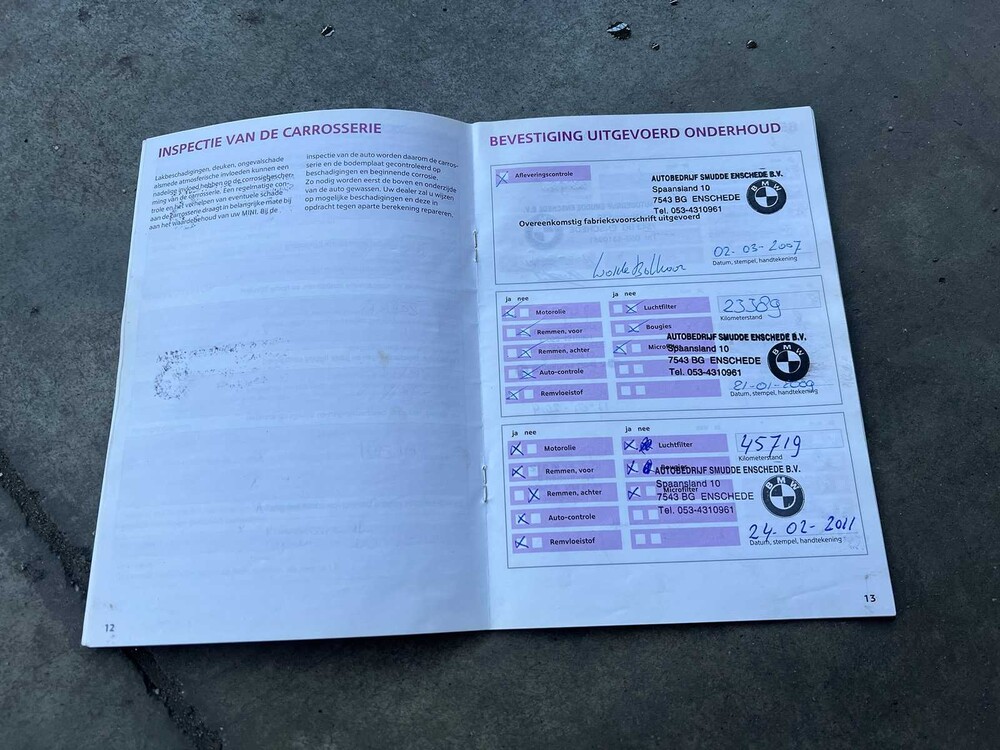 INSPECTIE VAN DE CARROSSERIE
Lakbeschadigingen, deuken, ongevalschade
alsmede atmosferische invloeden kunnen een
nadelige invloed hebben op de corrosiebescher-
ming van de carrosserie. Een regelmatige con-
trole en het verhelpen van eventuele schade
aan de carrosserie draagt in belangrijke mate bij
aan het waardebehoud van uw MINI. Bij de
inspectie van de auto worden daarom de carros-
serie en de bodemplaat gecontroleerd op
beschadigingen en beginnende corrosie.
Zo nodig worden eerst de boven en onderzijde
van de auto gewassen. Uw dealer zal u wijzen
op mogelijke beschadigingen en deze in
opdracht tegen aparte berekening repareren.
12
BEVESTIGING UITGEVOERD ONDERHOUD
Afleveringscontrole
AUTOBEDRIJF SMUDDE ENSCHEDE B.V.
Spaansland 10
7543 BG ENSCHEDE
Tel. 053-4310961
BMW
Overeenkomstig fabrieksvoorschrift uitgevoerd
02-03-2007
Datum, stempel, handtekening
ja nee
Motorolie
Remmen, voor
Remmen, achter
Auto-controle
Remvloeistof
ja nee
Luchtfilter
Bougies
Microfilter
23389
Kilometerstand
AUTOBEDRIJF SMUDDE ENSCHEDE B.V.
Spaansland 10
7543 BG ENSCHEDE
Tel. 053-4310961
BMW
21-01-2009
Datum, stempel, handtekening
ja nee
Motorolie
Remmen, voor
Remmen, achter
Auto-controle
Remvloeistof
ja nee
Luchtfilter
Bougies
Microfilter
45719
Kilometerstand
AUTOBEDRIJF SMUDDE ENSCHEDE B.V.
Spaansland 10
7543 BG ENSCHEDE
Tel. 053-4310961
BMW
24-02-2011
Datum, stempel, handtekening
13